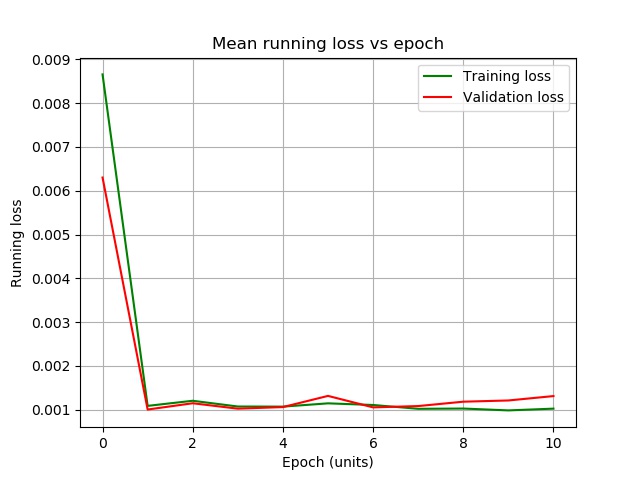 Mean running loss vs epoch
Training loss
Validation loss
0.009
0.008
0.007
0.006
0.005
0.004
0.003
0.002
0.001
Running loss
0 2 4 6 8 10
Epoch (units)